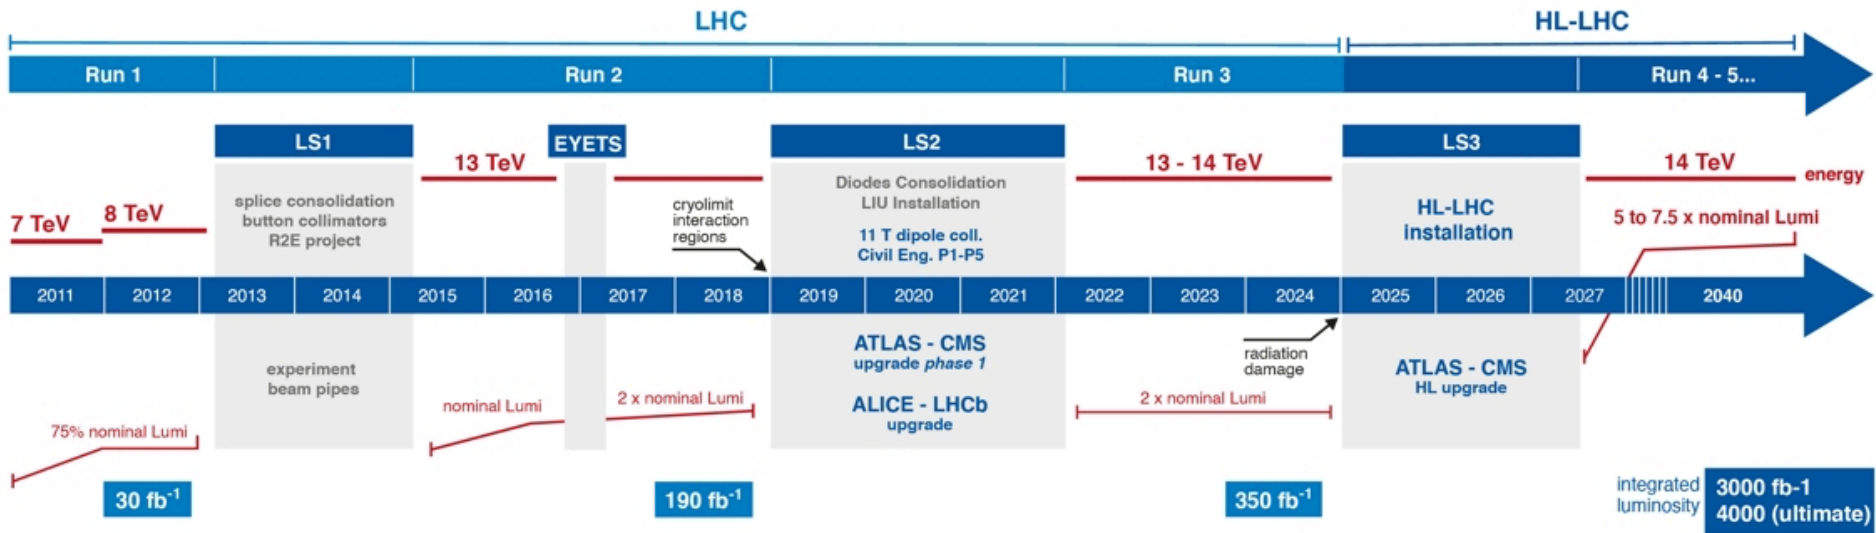 LHC
HL-LHC
Run 1
Run 2
Run 3
Run 4 - 5...
LS1
EYETS
LS2
LS3
13 TeV
13 - 14 TeV
14 TeV
energy
7 TeV
8 TeV
splice consolidation
button collimators
R2E project
cryolimit
interaction
regions
Diodes Consolidation
LIU Installation
11 T dipole coll.
Civil Eng. P1-P5
HL-LHC
installation
5 to 7.5 x nominal Lumi
2011
2012
2013
2014
2015
2016
2017
2018
2019
2020
2021
2022
2023
2024
2025
2026
2027
2040
experiment
beam pipes
ATLAS - CMS
upgrade phase 1
ALICE - LHCb
upgrade
radiation
damage
ATLAS - CMS
HL upgrade
75% nominal Lumi
nominal Lumi
2 x nominal Lumi
2 x nominal Lumi
30 fb⁻¹
190 fb⁻¹
350 fb⁻¹
integrated
luminosity
3000 fb-1
4000 (ultimate)